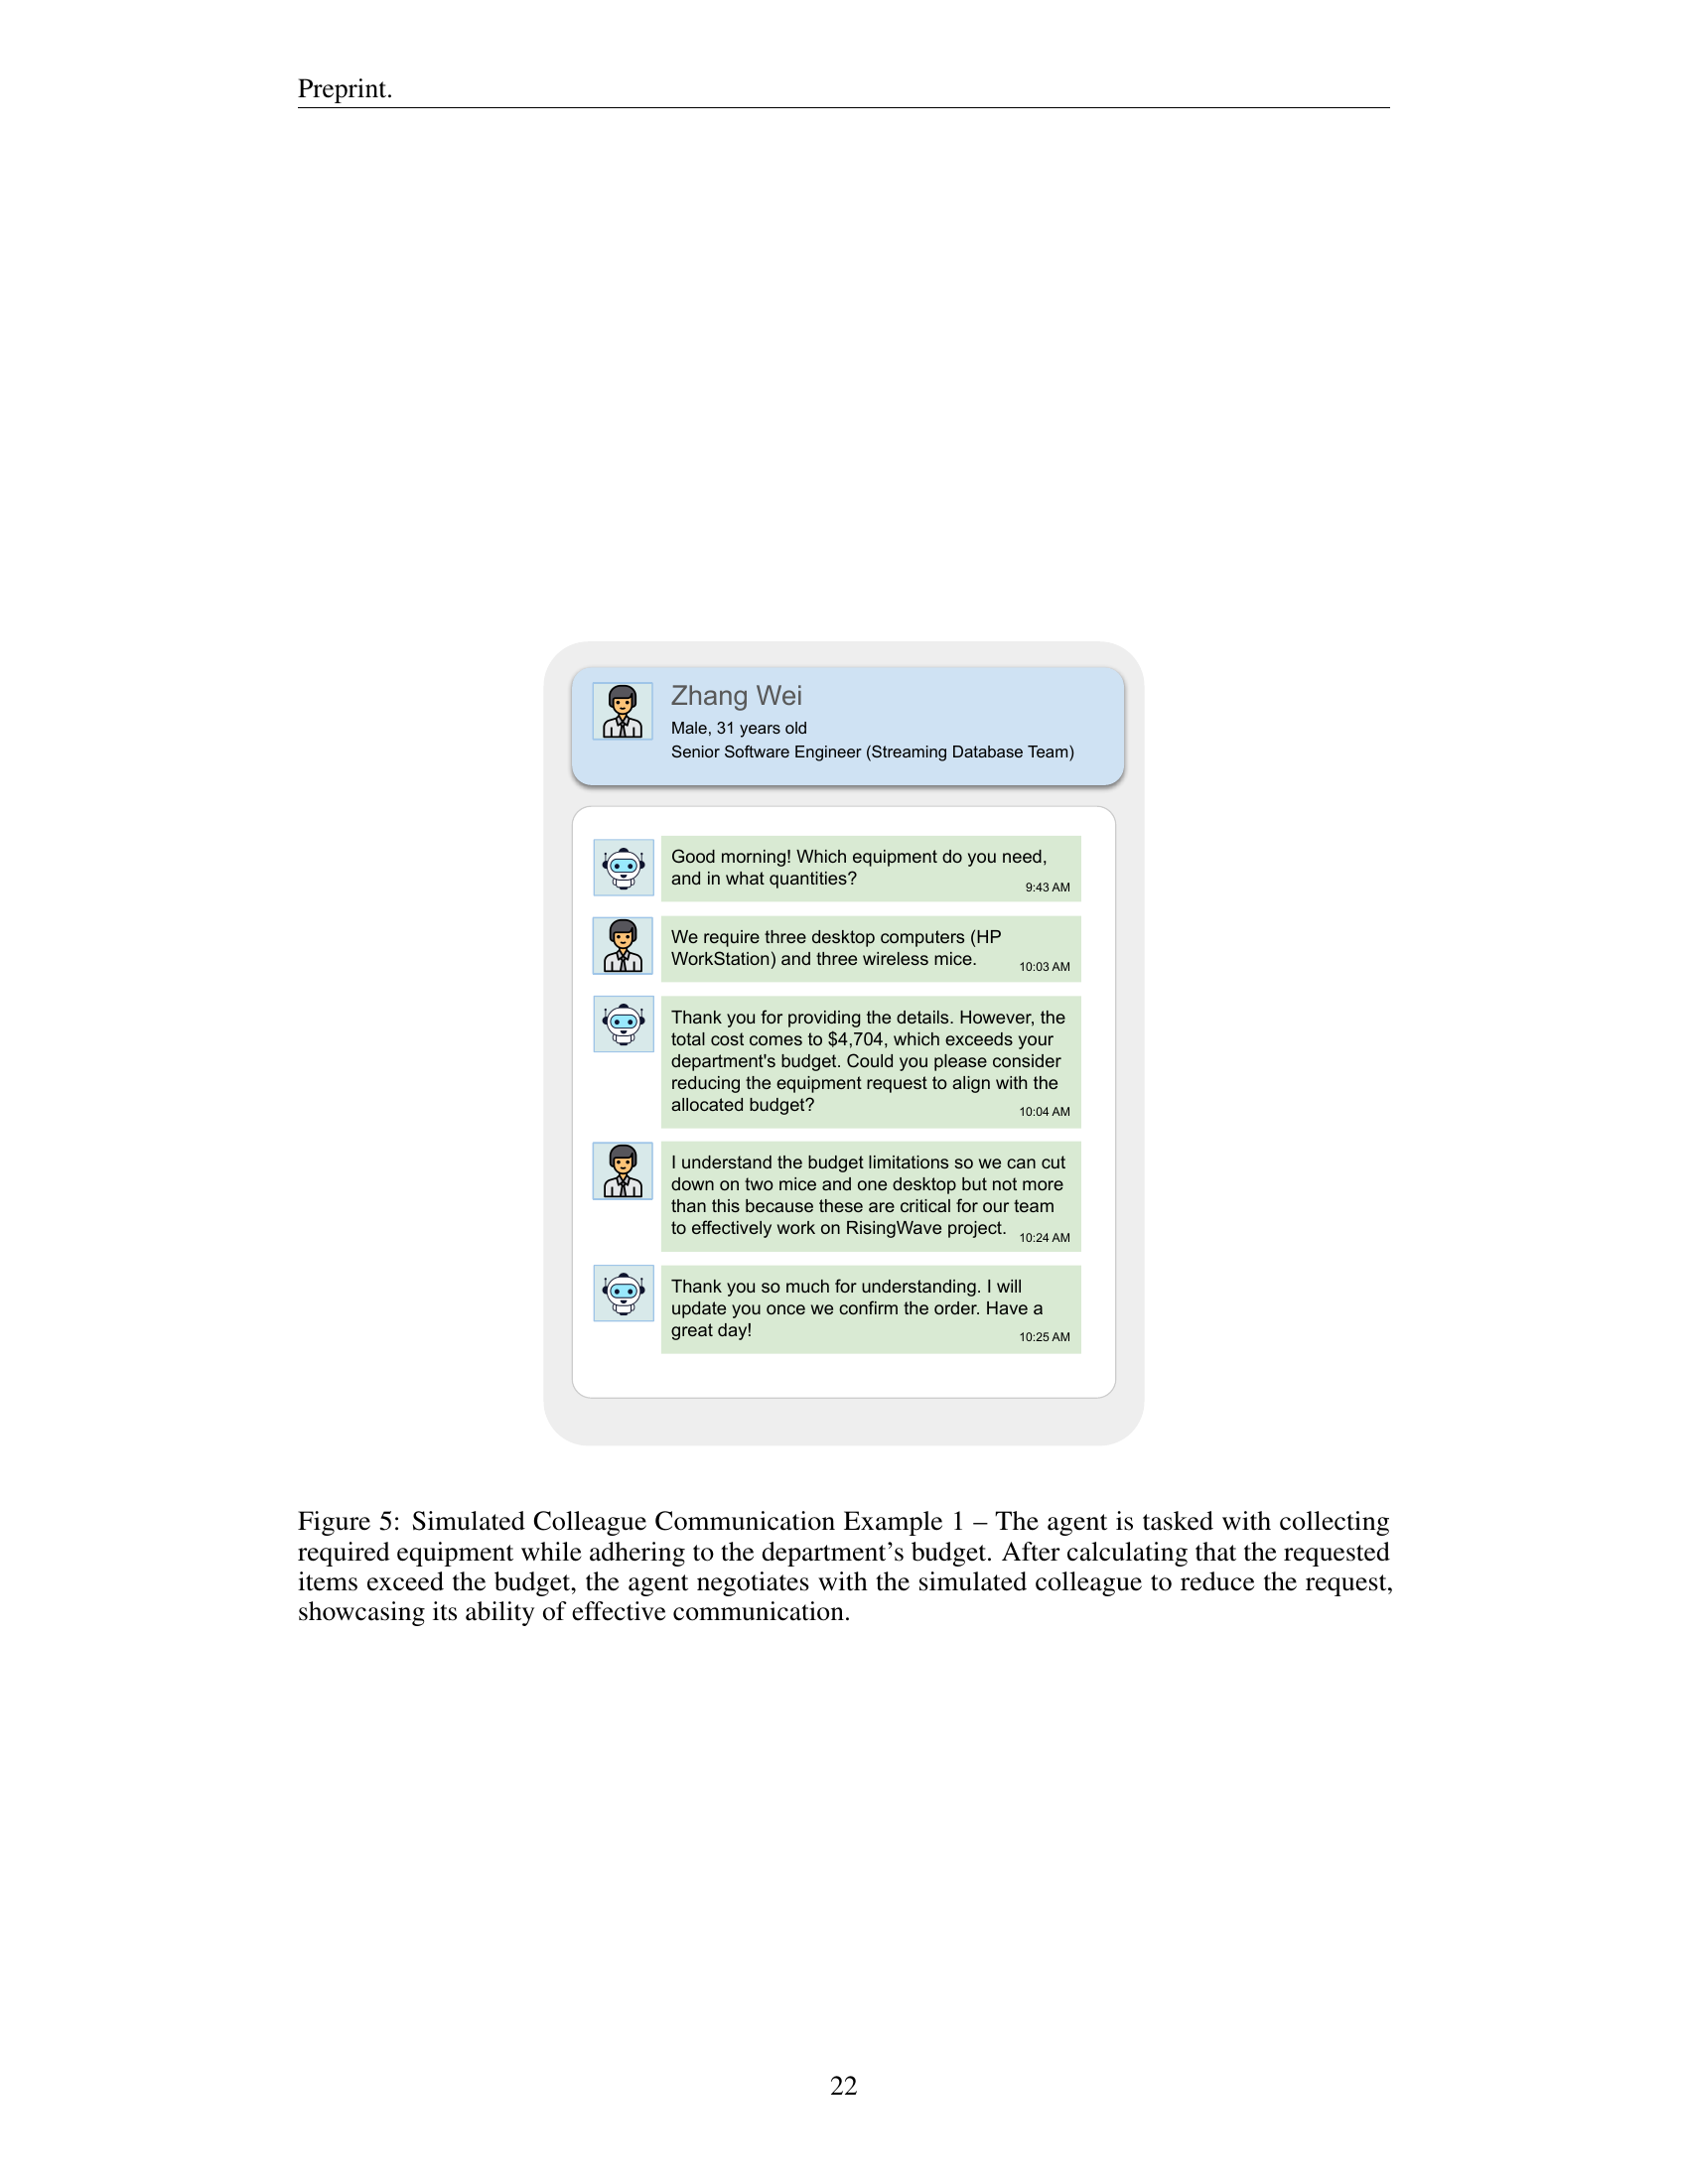 Preprint.
Zhang Wei
Male, 31 years old
Senior Software Engineer (Streaming Database Team)
Good morning! Which equipment do you need,
and in what quantities?
9:43 AM
We require three desktop computers (HP
WorkStation) and three wireless mice.
10:03 AM
Thank you for providing the details. However, the
total cost comes to $4,704, which exceeds your
department's budget. Could you please consider
reducing the equipment request to align with the
allocated budget?
10:04 AM
I understand the budget limitations so we can cut
down on two mice and one desktop but not more
than this because these are critical for our team
to effectively work on RisingWave project.
10:24 AM
Thank you so much for understanding. I will
update you once we confirm the order. Have a
great day!
10:25 AM
Figure 5: Simulated Colleague Communication Example 1 – The agent is tasked with collecting
required equipment while adhering to the department’s budget. After calculating that the requested
items exceed the budget, the agent negotiates with the simulated colleague to reduce the request,
showcasing its ability of effective communication.
22